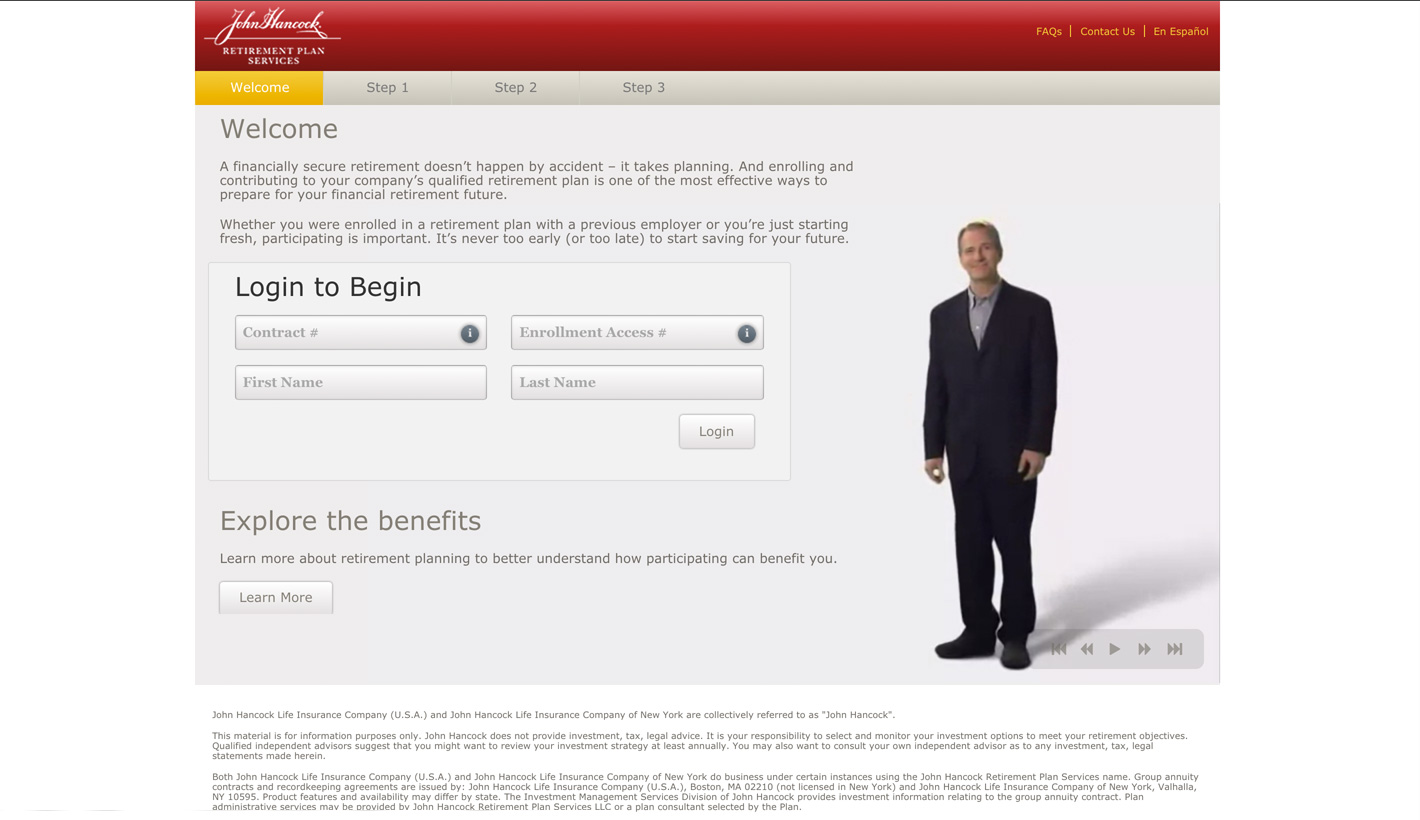 John Hancock
RETIREMENT PLAN
SERVICES
FAQs
Contact Us
En Español
Welcome
Step 1
Step 2
Step 3
Welcome
A financially secure retirement doesn’t happen by accident – it takes planning. And enrolling and
contributing to your company’s qualified retirement plan is one of the most effective ways to
prepare for your financial retirement future.
Whether you were enrolled in a retirement plan with a previous employer or you’re just starting
fresh, participating is important. It’s never too early (or too late) to start saving for your future.
Login to Begin
Contract #
i
Enrollment Access #
i
First Name
Last Name
Login
Explore the benefits
Learn more about retirement planning to better understand how participating can benefit you.
Learn More
John Hancock Life Insurance Company (U.S.A.) and John Hancock Life Insurance Company of New York are collectively referred to as "John Hancock".
This material is for information purposes only. John Hancock does not provide investment, tax, legal advice. It is your responsibility to select and monitor your investment options to meet your retirement objectives.
Qualified independent advisors suggest that you might want to review your investment strategy at least annually. You may also want to consult your own independent advisor as to any investment, tax, legal
statements made herein.
Both John Hancock Life Insurance Company (U.S.A.) and John Hancock Life Insurance Company of New York do business under certain instances using the John Hancock Retirement Plan Services name. Group annuity
contracts and recordkeeping agreements are issued by: John Hancock Life Insurance Company (U.S.A.), Boston, MA 02210 (not licensed in New York) and John Hancock Life Insurance Company of New York, Valhalla,
NY 10595. Product features and availability may differ by state. The Investment Management Services Division of John Hancock provides investment information relating to the group annuity contract. Plan
administrative services may be provided by John Hancock Retirement Plan Services LLC or a plan consultant selected by the Plan.